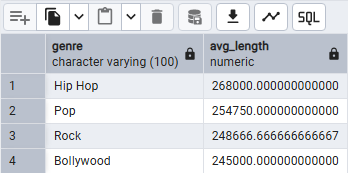 SQL
genre
character varying (100)
avg_length
numeric
1 Hip Hop 268000.000000000000
2 Pop 254750.000000000000
3 Rock 248666.666666666667
4 Bollywood 245000.000000000000